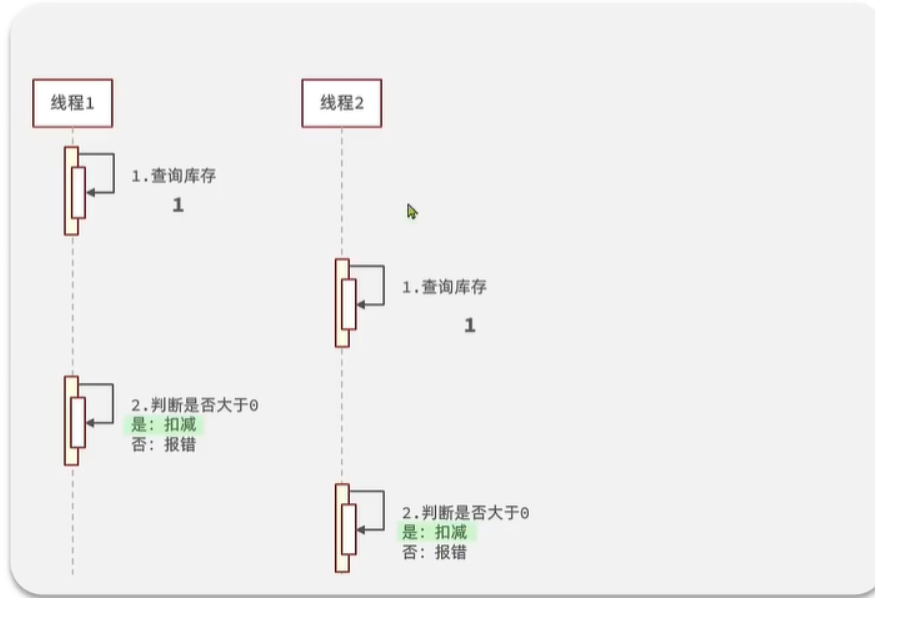 线程1
线程2
1.查询库存
1
1.查询库存
1
2.判断是否大于0
是: 扣减
否: 报错
2.判断是否大于0
是: 扣减
否: 报错